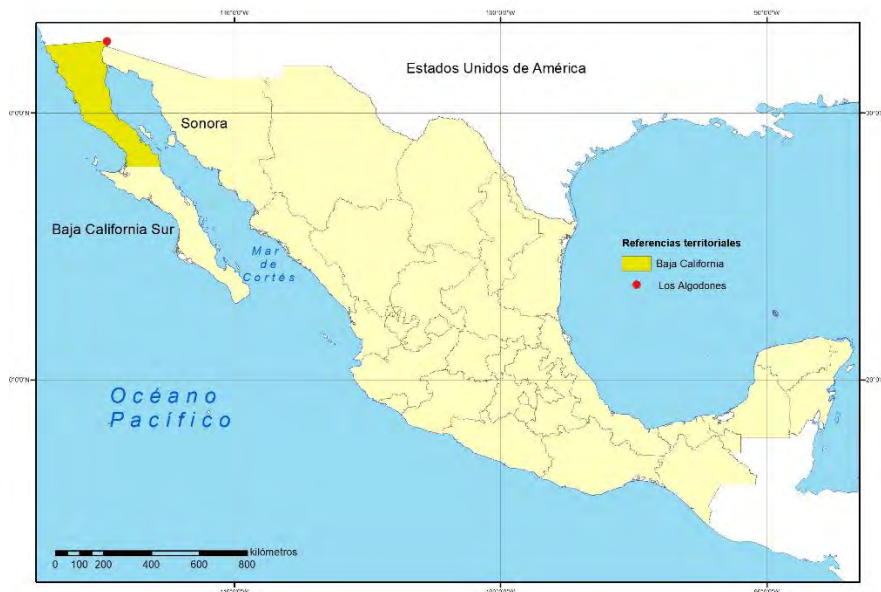 Estados Unidos de América
Sonora
Baja California Sur
Mar
de
Cortés
Referencias territoriales
Baja California
Los Algodones
Océano
Pacífico
kilómetros
0 100 200 400 600 800